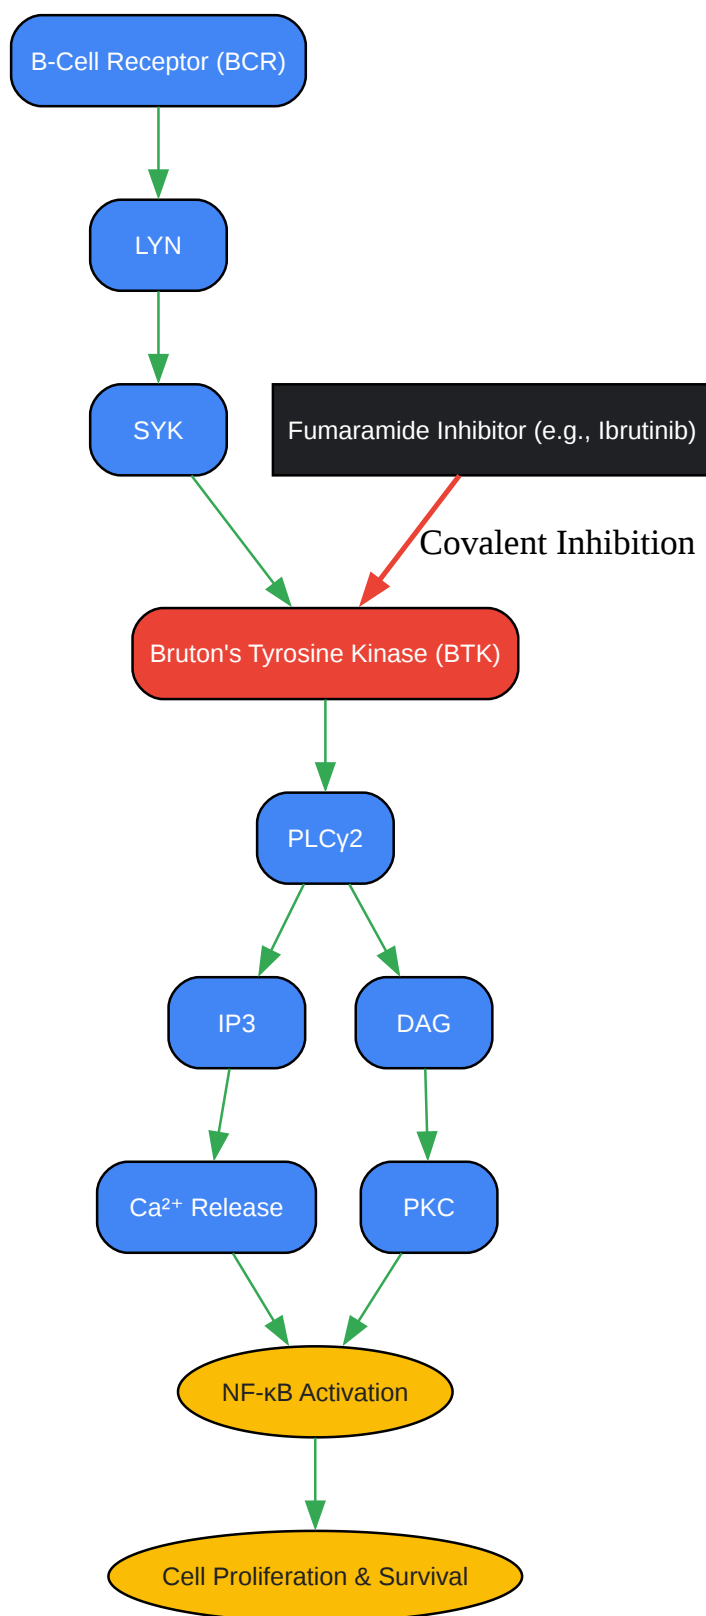 B-Cell Receptor (BCR)
LYN
SYK
Fumaramide Inhibitor (e.g., Ibrutinib)
Covalent Inhibition
Bruton's Tyrosine Kinase (BTK)
PLCγ2
IP3
DAG
Ca²⁺ Release
PKC
NF-κB Activation
Cell Proliferation & Survival